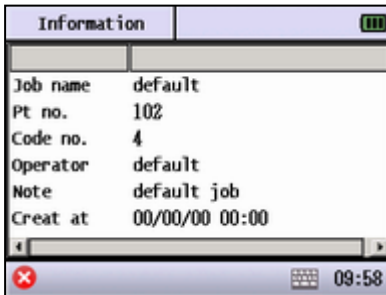 Information
Job name default
Pt no. 102
Code no. 4
Operator default
Note default job
Creat at 00/00/00 00:00
09:58